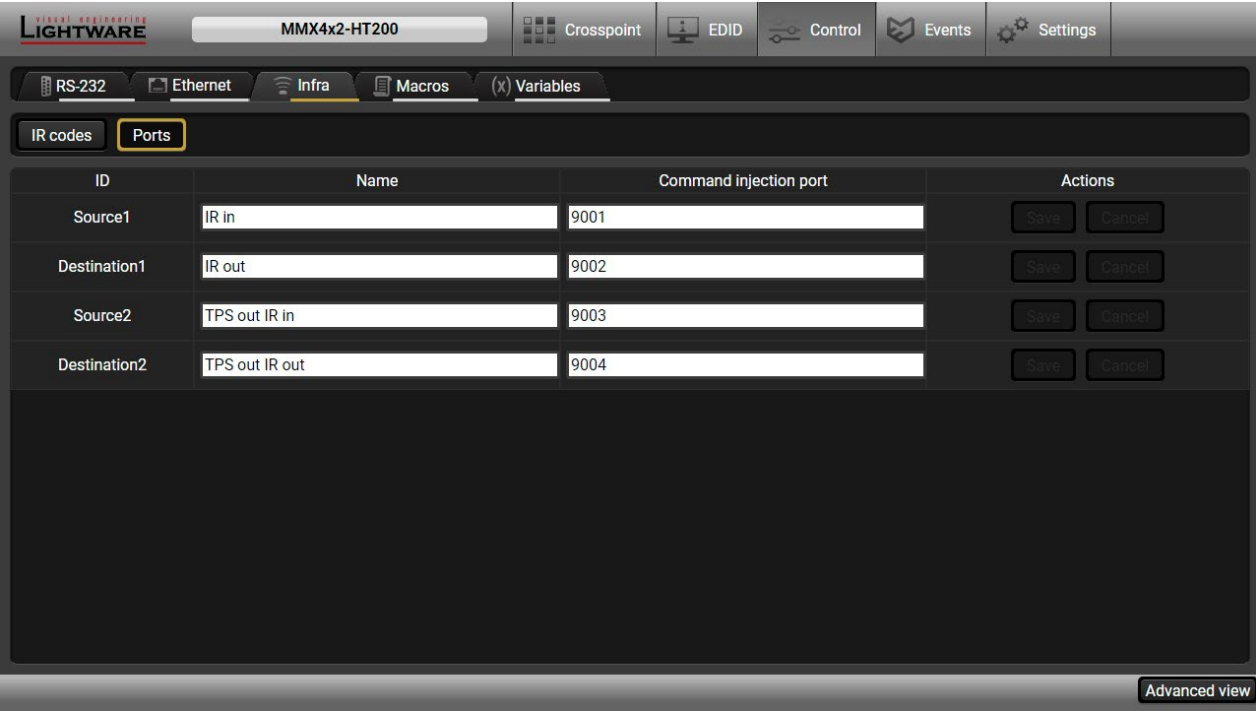 visual engineering
LIGHTWARE
MMX4x2-HT200
Crosspoint
EDID
Control
Events
Settings
RS-232
Ethernet
Infra
Macros
(x) Variables
IR codes
Ports
ID Name Command injection port Actions
Source1 IR in 9001 Save Cancel
Destination1 IR out 9002 Save Cancel
Source2 TPS out IR in 9003 Save Cancel
Destination2 TPS out IR out 9004 Save Cancel
Advanced view